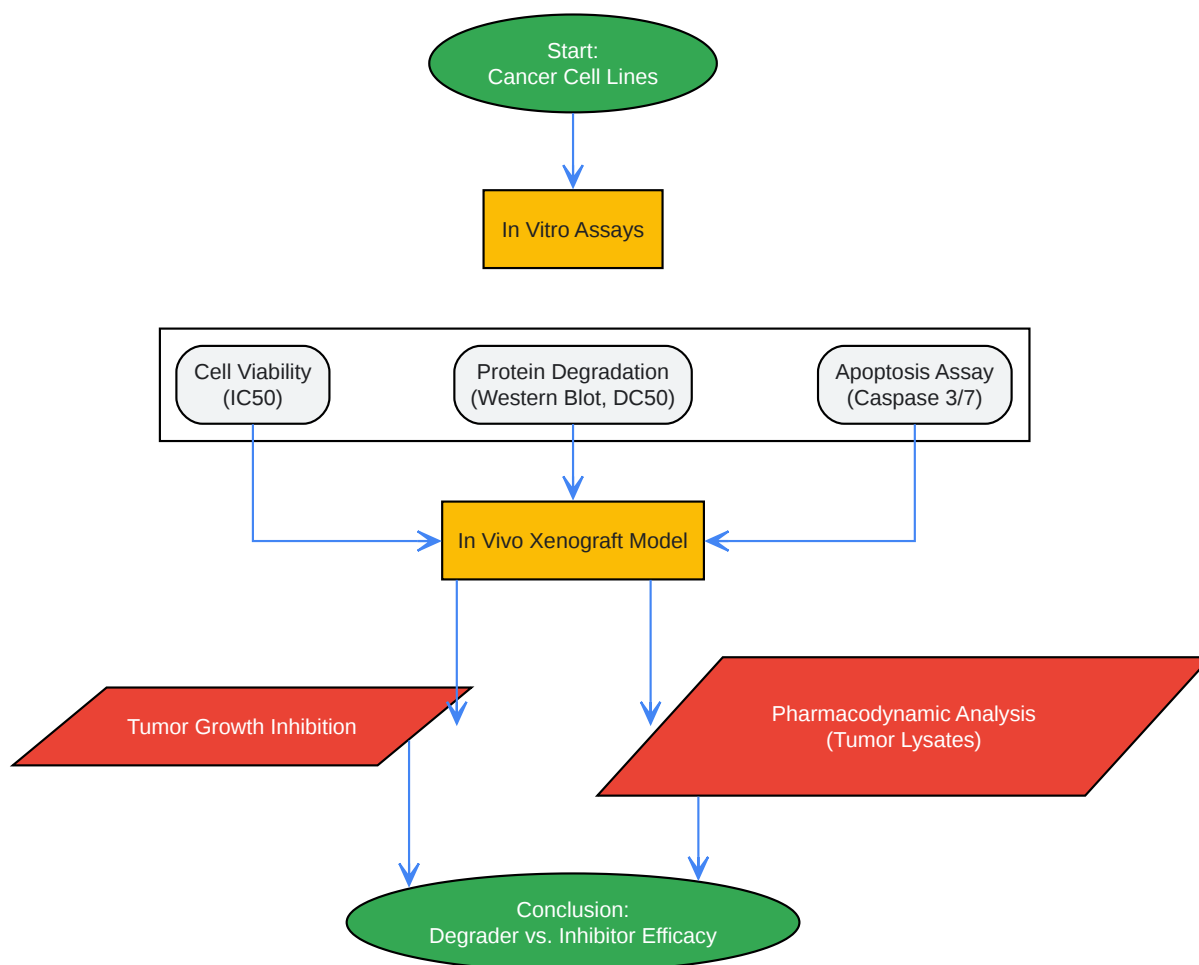 Start:
Cancer Cell Lines
In Vitro Assays
Cell Viability
(IC50)
Protein Degradation
(Western Blot, DC50)
Apoptosis Assay
(Caspase 3/7)
In Vivo Xenograft Model
Tumor Growth Inhibition
Pharmacodynamic Analysis
(Tumor Lysates)
Conclusion:
Degrader vs. Inhibitor Efficacy